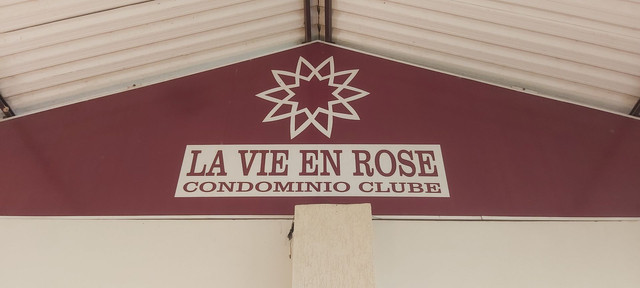 LA VIE EN ROSE
CONDOMINIO CLUBE